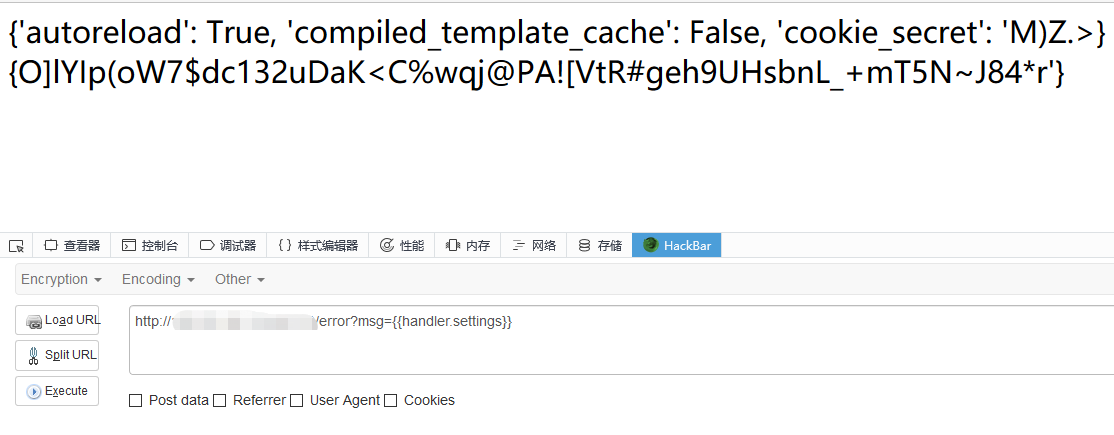 {'autoreload': True, 'compiled_template_cache': False, 'cookie_secret': 'M)Z.>}
{O]lYIp(oW7$dc132uDaK<C%wqj@PA![VtR#geh9UHsbnL_+mT5N~J84*r'}
查看器 控制台 调试器 {} 样式编辑器 性能 内存 网络 存储 HackBar
Encryption Encoding Other
Load URL
http:// /error?msg={{handler.settings}}
Split URL
Execute
Post data Referrer User Agent Cookies